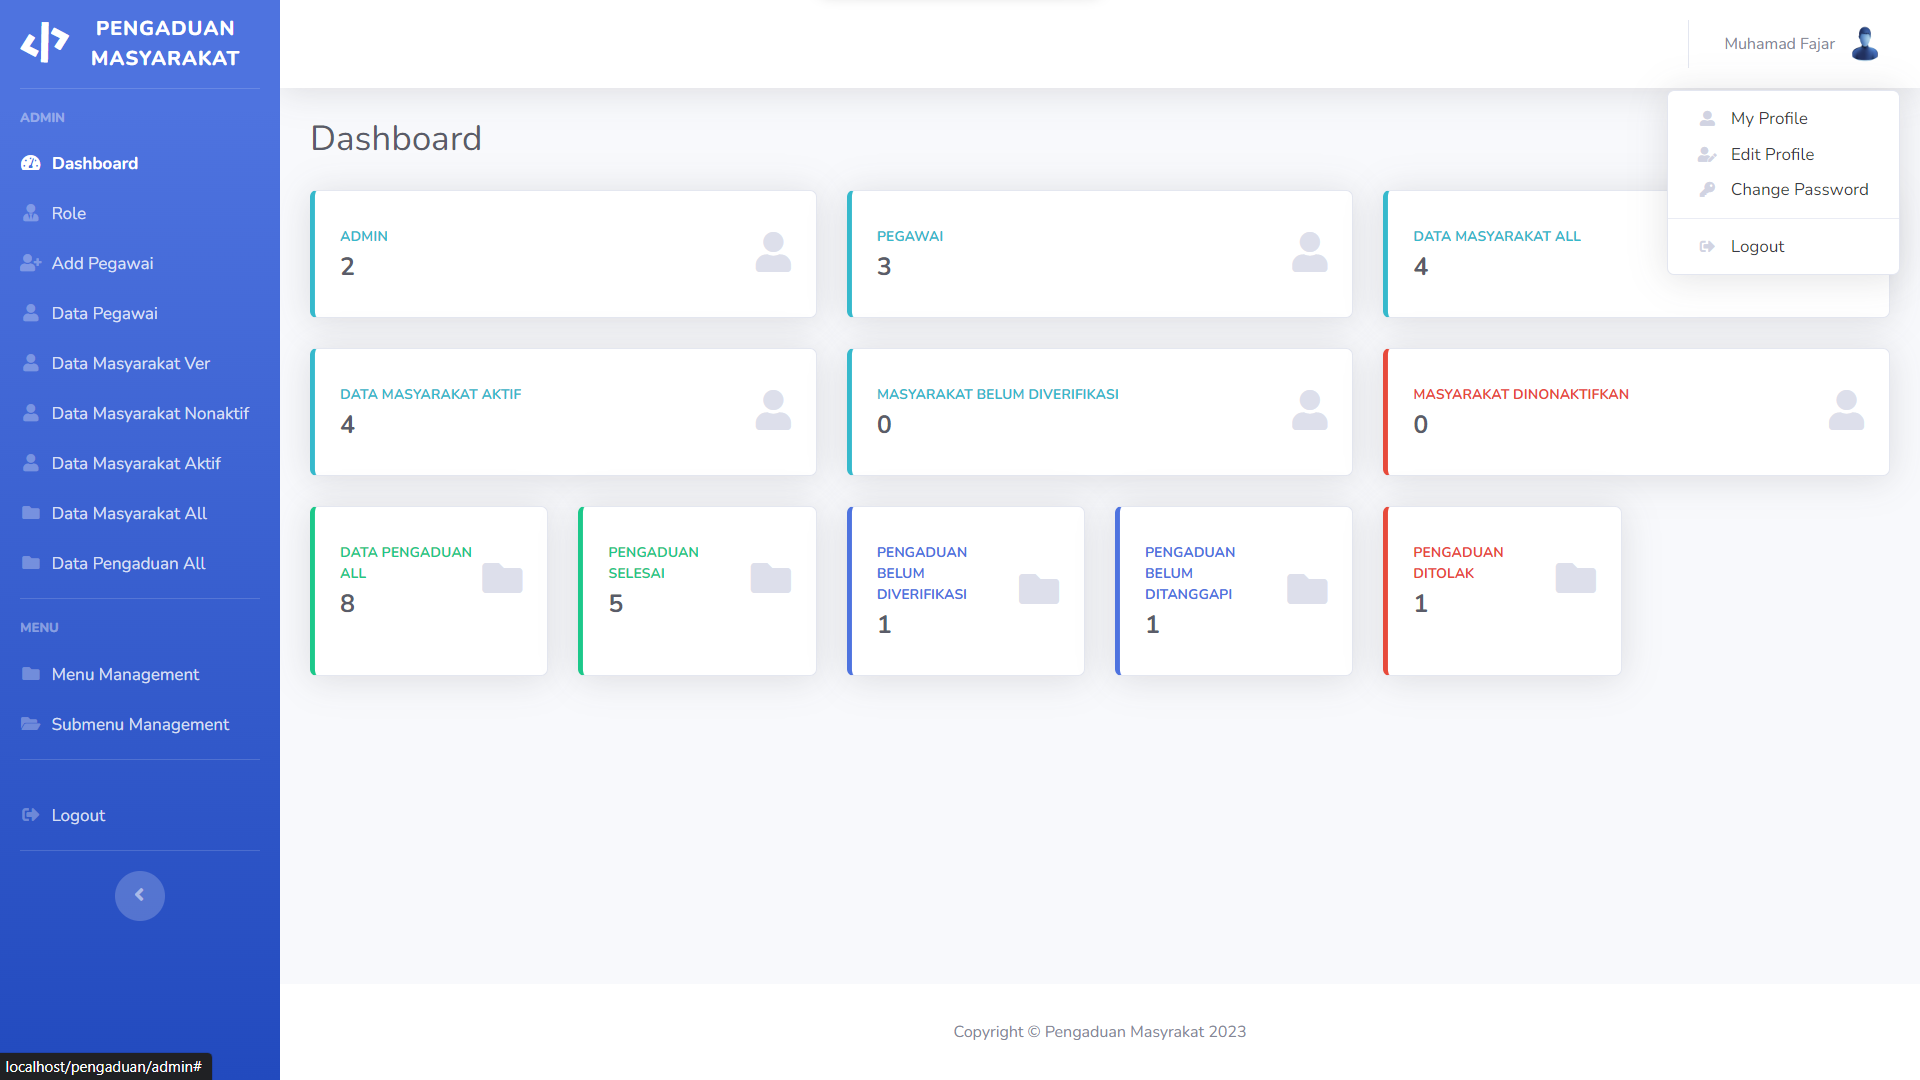 PENGADUAN
MASYARAKAT
ADMIN
Dashboard
Role
Add Pegawai
Data Pegawai
Data Masyarakat Ver
Data Masyarakat Nonaktif
Data Masyarakat Aktif
Data Masyarakat All
Data Pengaduan All
MENU
Menu Management
Submenu Management
Logout
localhost/pengaduan/admin#
Muhamad Fajar
My Profile
Edit Profile
Change Password
Logout
Dashboard
ADMIN
2
PEGAWAI
3
DATA MASYARAKAT ALL
4
DATA MASYARAKAT AKTIF
4
MASYARAKAT BELUM DIVERIFIKASI
0
MASYARAKAT DINONAKTIFKAN
0
DATA PENGADUAN
ALL
8
PENGADUAN
SELESAI
5
PENGADUAN
BELUM
DIVERIFIKASI
1
PENGADUAN
BELUM
DITANGGAPI
1
PENGADUAN
DITOLAK
1
Copyright © Pengaduan Masyrakat 2023